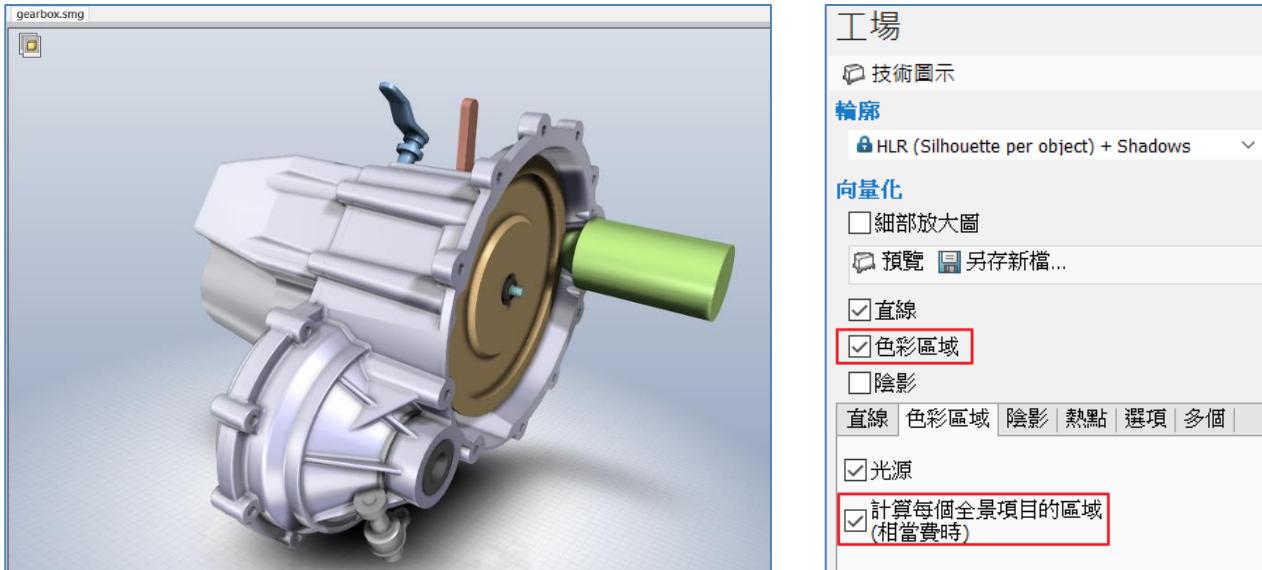 gearbox.smg
工場
技術圖示
輪廓
HLR (Silhouette per object) + Shadows
向量化
細部放大圖
預覽 另存新檔...
直線
色彩區域
陰影
直線 色彩區域 陰影 熱點 選項 多個
光源
計算每個全景項目的區域
(相當費時)